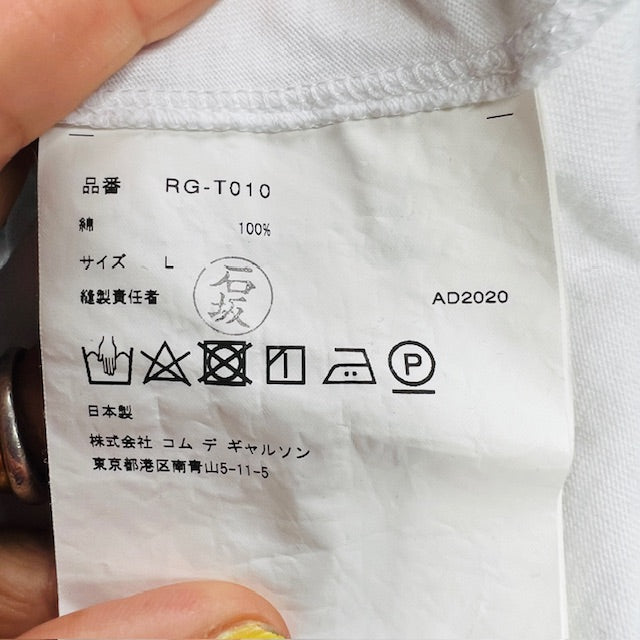 品番 RG-T010
綿 100%
サイズ L
縫製責任者 石坂 AD2020
P
日本製
株式会社 コム デ ギャルソン
東京都港区南青山5-11-5